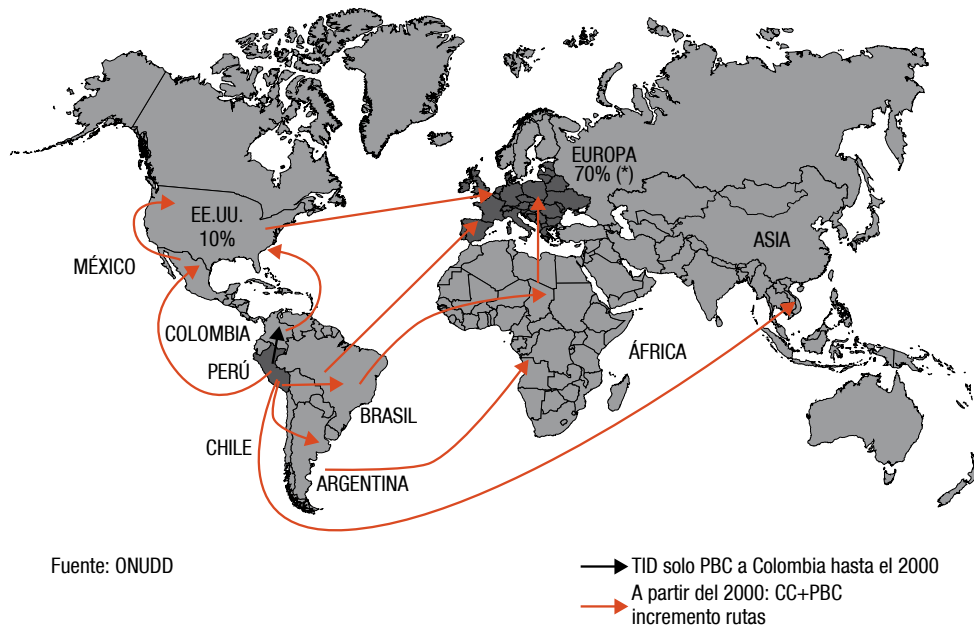 EUROPA
70% (*)
EE.UU.
10%
ASIA
MÉXICO
COLOMBIA
ÁFRICA
PERÚ
BRASIL
CHILE
ARGENTINA
Fuente: ONUDD
TID solo PBC a Colombia hasta el 2000
A partir del 2000: CC+PBC
incremento rutas